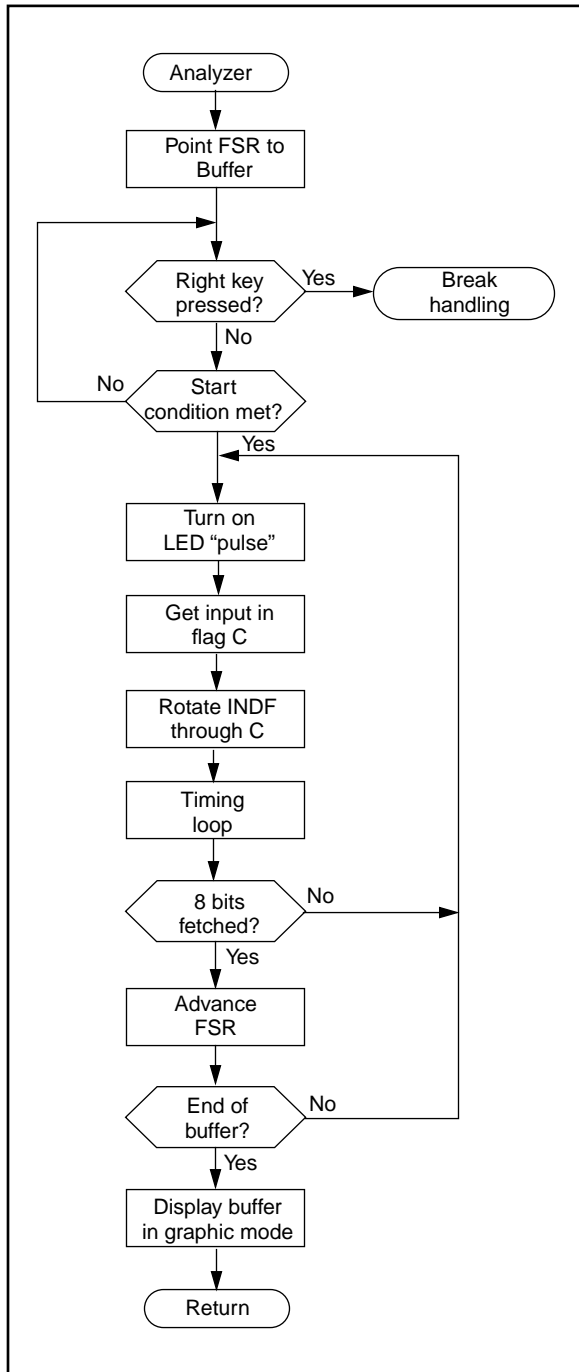 Analyzer
Point FSR to
Buffer
Right key
pressed?
Yes
Break
handling
No
No
Start
condition met?
Yes
Turn on
LED “pulse”
Get input in
flag C
Rotate INDF
through C
Timing
loop
8 bits
fetched?
No
Yes
Advance
FSR
End of
buffer?
No
Yes
Display buffer
in graphic mode
Return